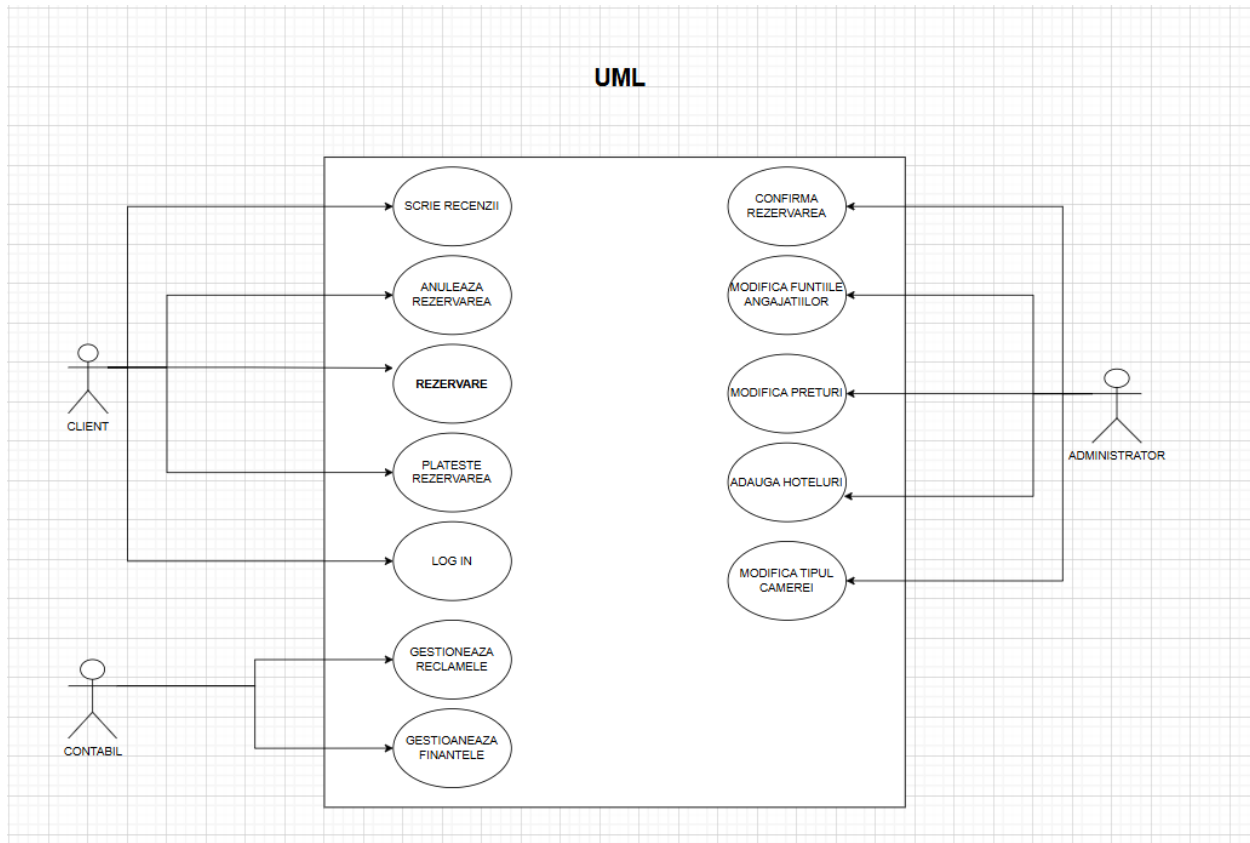 UML
SCRIE RECENZII
ANULEAZA
REZERVAREA
REZERVARE
PLATESTE
REZERVAREA
LOG IN
GESTIONEAZA
RECLAMELE
GESTIOANEAZA
FINANTELE
CONFIRMA
REZERVAREA
MODIFICA FUNTIILE
ANGAJATIILOR
MODIFICA PRETURI
ADAUGA HOTELURI
MODIFICA TIPUL
CAMEREI
CLIENT
CONTABIL
ADMINISTRATOR